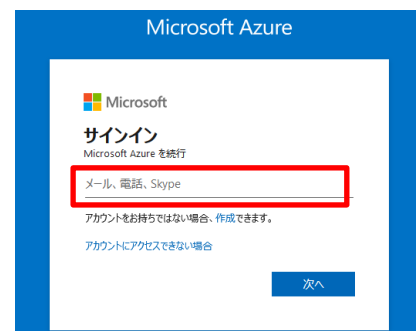 Microsoft Azure
Microsoft
サインイン
Microsoft Azure を続行
メール、電話、Skype
アカウントをお持ちではない場合、作成できます。
アカウントにアクセスできない場合
次へ